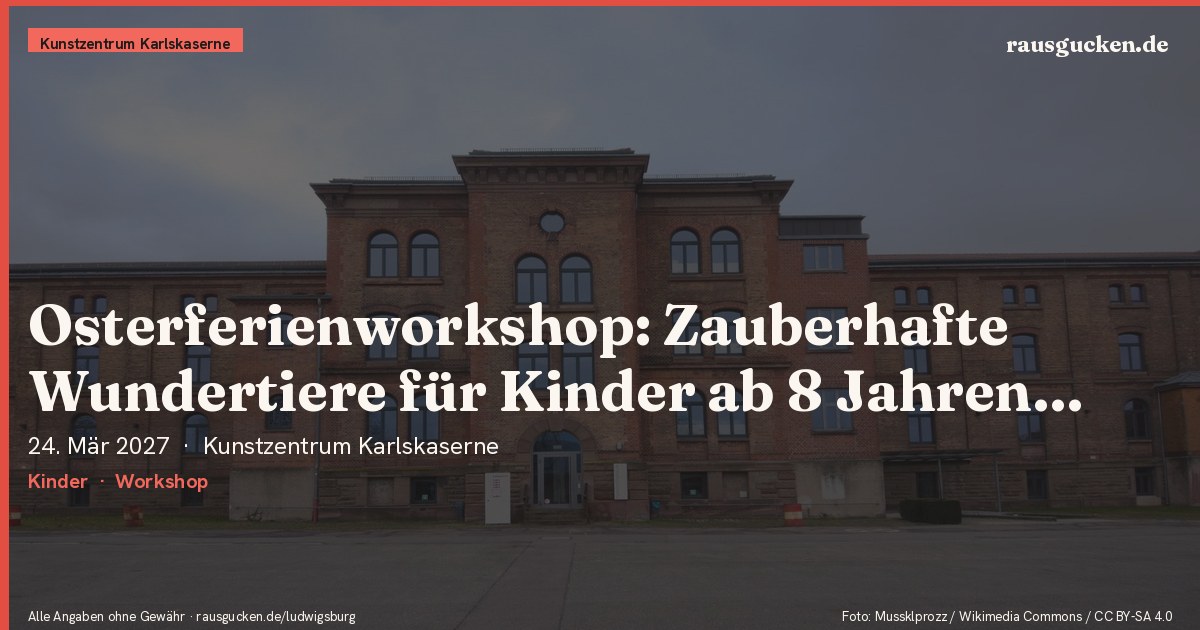 Kunstzentrum Karlskaserne
rausgucken.de
Osterferienworkshop: Zauberhafte
Wundertiere für Kinder ab 8 Jahren...
24. Mär 2027 · Kunstzentrum Karlskaserne
Kinder · Workshop
Alle Angaben ohne Gewähr · rausgucken.de/ludwigsburg
Foto: Mussklprozz / Wikimedia Commons / CC BY-SA 4.0